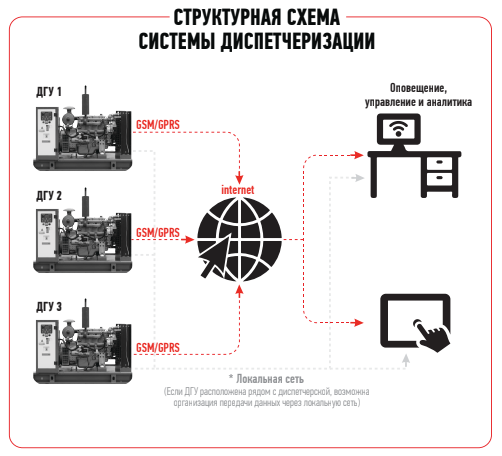 СТРУКТУРНАЯ СХЕМА
СИСТЕМЫ ДИСПЕТЧЕРИЗАЦИИ
ДГУ 1
GSM/GPRS
Оповещение,
управление и аналитика
internet
ДГУ 2
GSM/GPRS
ДГУ 3
GSM/GPRS
* Локальная сеть
(Если ДГУ расположена рядом с диспетчерской, возможна
организация передачи данных через локальную сеть)